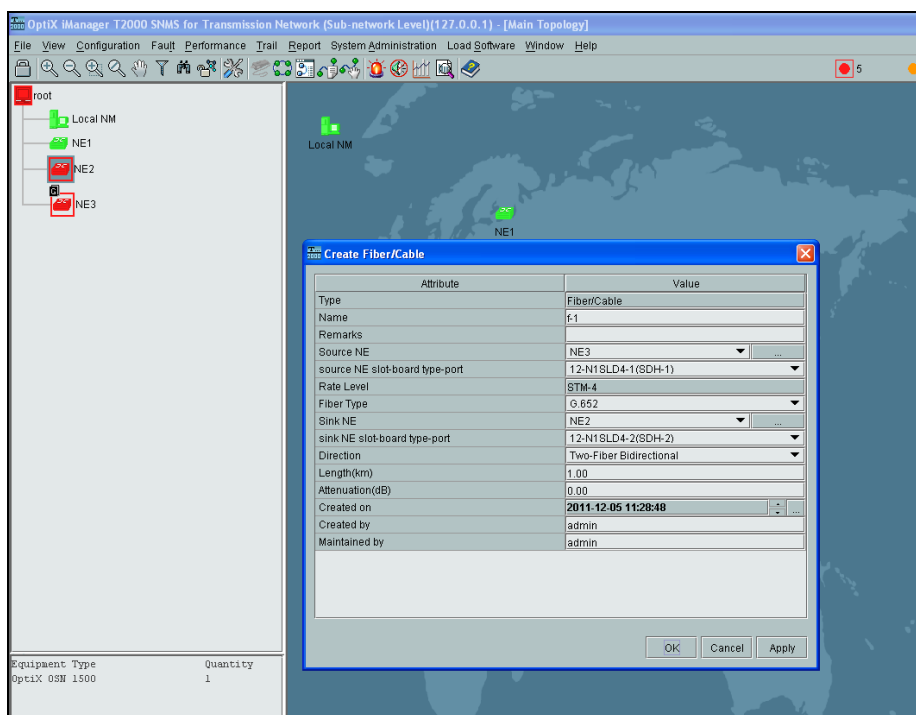 OptiX iManager T2000 SNMS for Transmission Network (Sub-network Level)(127.0.0.1) - [Main Topology]
File View Configuration Fault Performance Trail Report System Administration Load Software Window Help
5
root
Local NM
NE1
NE2
NE3
Local NM
NE1
Create Fiber/Cable
Attribute Value
Type Fiber/Cable
Name f-1
Remarks
Source NE NE3 ...
source NE slot-board type-port 12-N1SLD4-1(SDH-1)
Rate Level STM-4
Fiber Type G.652
Sink NE NE2 ...
sink NE slot-board type-port 12-N1SLD4-2(SDH-2)
Direction Two-Fiber Bidirectional
Length(km) 1.00
Attenuation(dB) 0.00
Created on 2011-12-05 11:28:48 ...
Created by admin
Maintained by admin
OK Cancel Apply
Equipment Type Quantity
OptiX OSN 1500 1